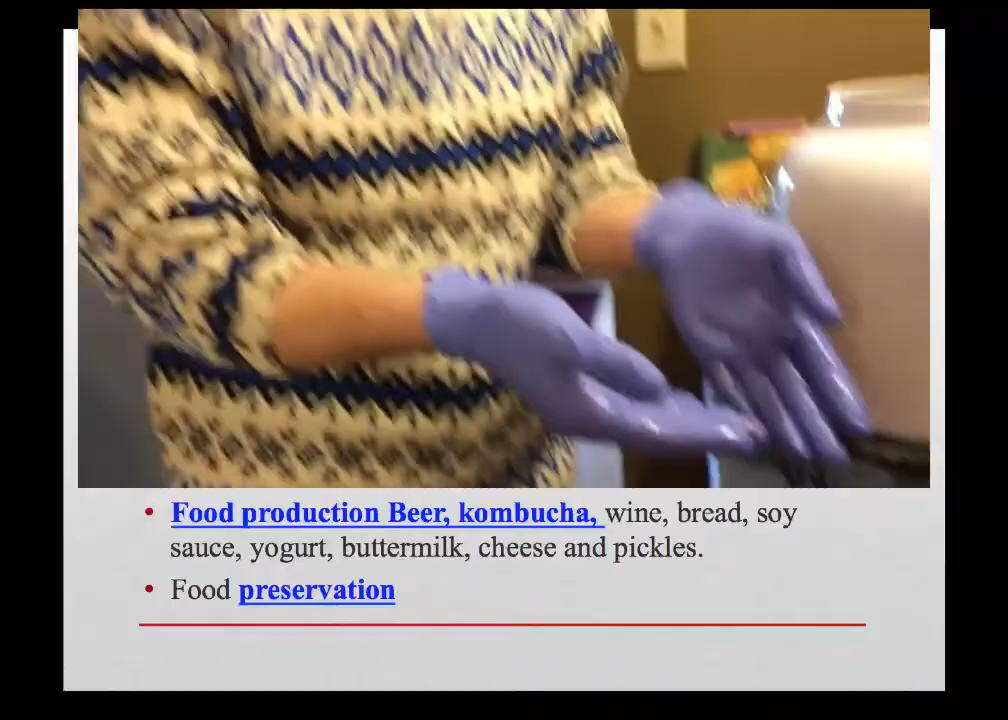 • Food production Beer, kombucha, wine, bread, soy
sauce, yogurt, buttermilk, cheese and pickles.
• Food preservation